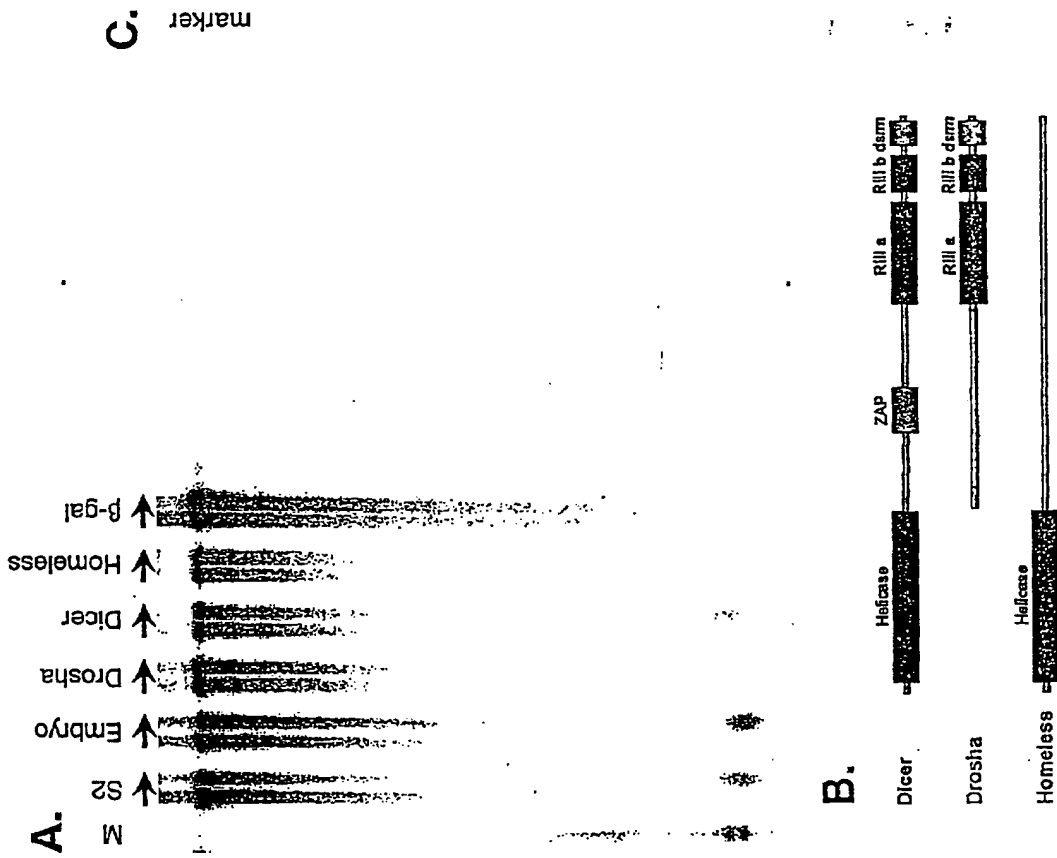 A.
M
S2
Embryo
Drosha
Dicer
Homeless
β-gal
B.
Dicer
Helicase
ZAP
RIII a
RIII b
dsrm
Drosha
RIII a
RIII b
dsrm
Homeless
Helicase
C.
marker